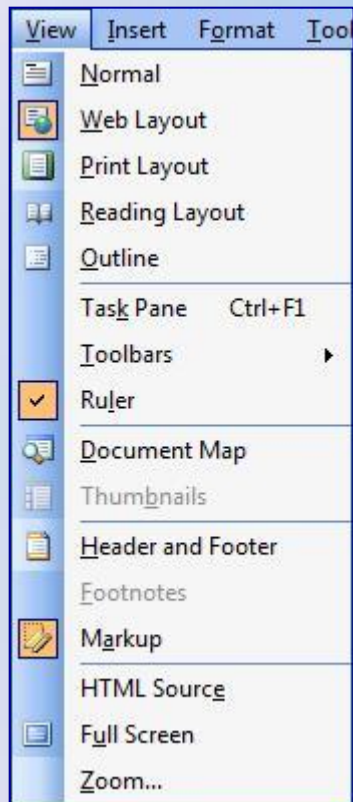 View Insert Format Tool
Normal
Web Layout
Print Layout
Reading Layout
Outline
Task Pane Ctrl+F1
Toolbars
Ruler
Document Map
Thumbnails
Header and Footer
Footnotes
Markup
HTML Source
Full Screen
Zoom...